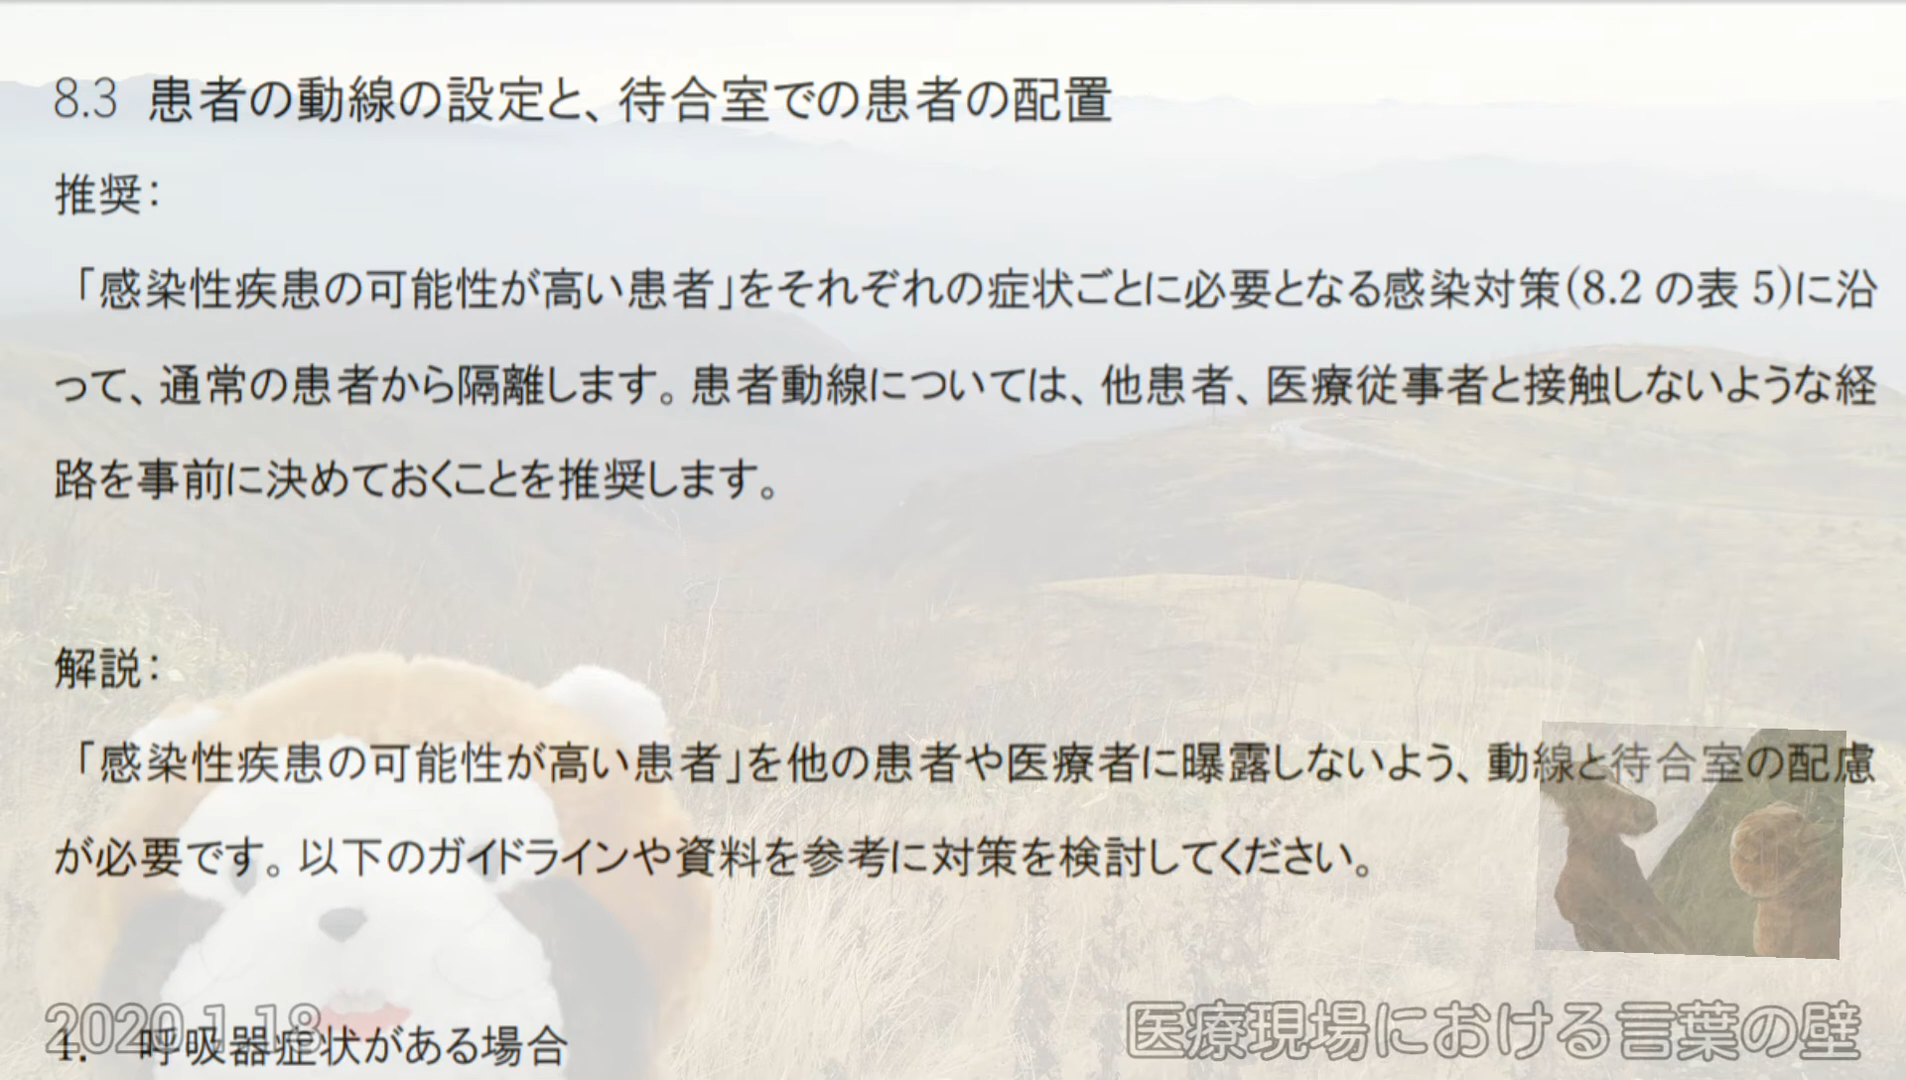 8.3 患者の動線の設定と、待合室での患者の配置
推奨：
「感染性疾患の可能性が高い患者」をそれぞれの症状ごとに必要となる感染対策(8.2 の表 5)に沿
って、通常の患者から隔離します。患者動線については、他患者、医療従事者と接触しないような経
路を事前に決めておくことを推奨します。
解説：
「感染性疾患の可能性が高い患者」を他の患者や医療者に曝露しないよう、動線と待合室の配慮
が必要です。以下のガイドラインや資料を参考に対策を検討してください。
1. 呼吸器症状がある場合
2020.1.18
医療現場における言葉の壁